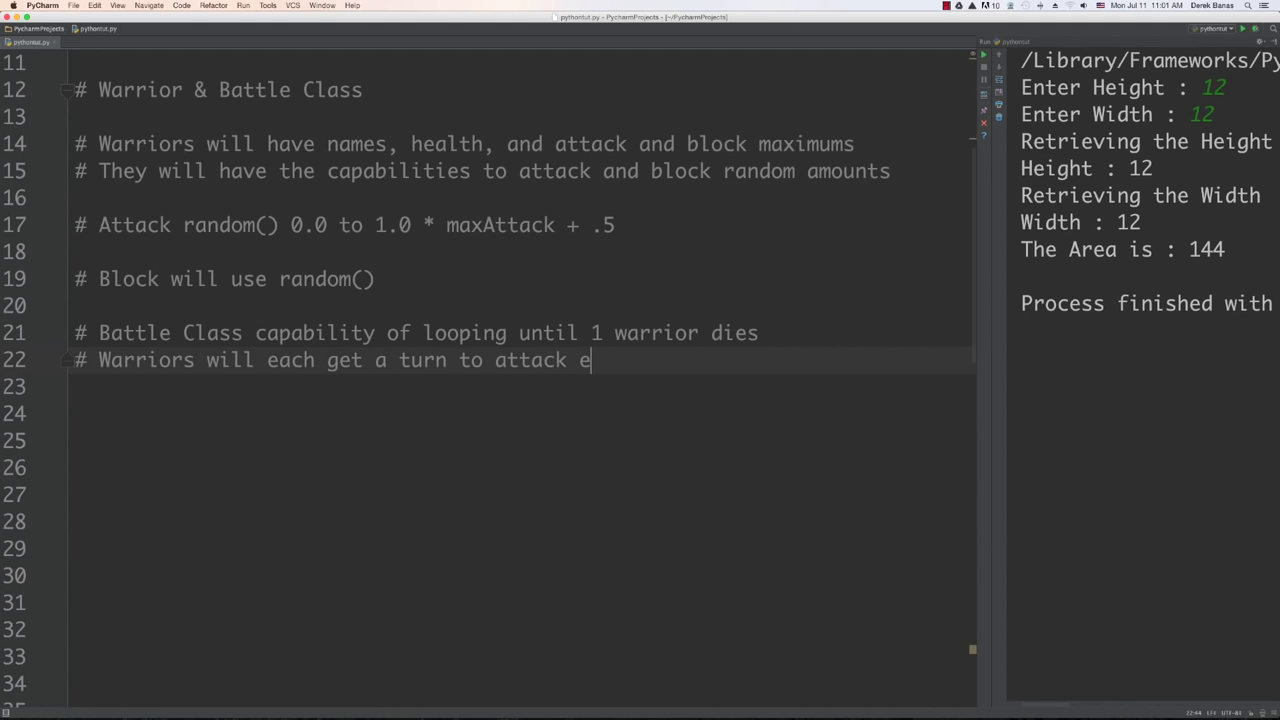 PyCharm File Edit View Navigate Code Refactor Run Tools VCS Window Help
10 Mon Jul 11 11:01 AM Derek Banas
pythontut.py - PycharmProjects - [~/PycharmProjects]
PycharmProjects pythontut.py pythontut
pythontut.py
Run: pythontut
11
12 # Warrior & Battle Class
13
14 # Warriors will have names, health, and attack and block maximums
15 # They will have the capabilities to attack and block random amounts
16
17 # Attack random() 0.0 to 1.0 * maxAttack + .5
18
19 # Block will use random()
20
21 # Battle Class capability of looping until 1 warrior dies
22 # Warriors will each get a turn to attack e
23
24
25
26
27
28
29
30
31
32
33
34
/Library/Frameworks/Py
Enter Height : 12
Enter Width : 12
Retrieving the Height
Height : 12
Retrieving the Width
Width : 12
The Area is : 144
Process finished with
22:44 LF UTF-8